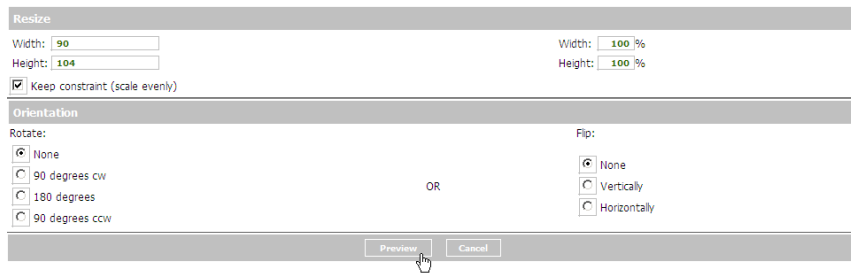 Resize
Width: 90 Width: 100 %
Height: 104 Height: 100 %
Keep constraint (scale evenly)
Orientation
Rotate: Flip:
None None
90 degrees cw OR Vertically
180 degrees Horizontally
90 degrees ccw
Preview Cancel